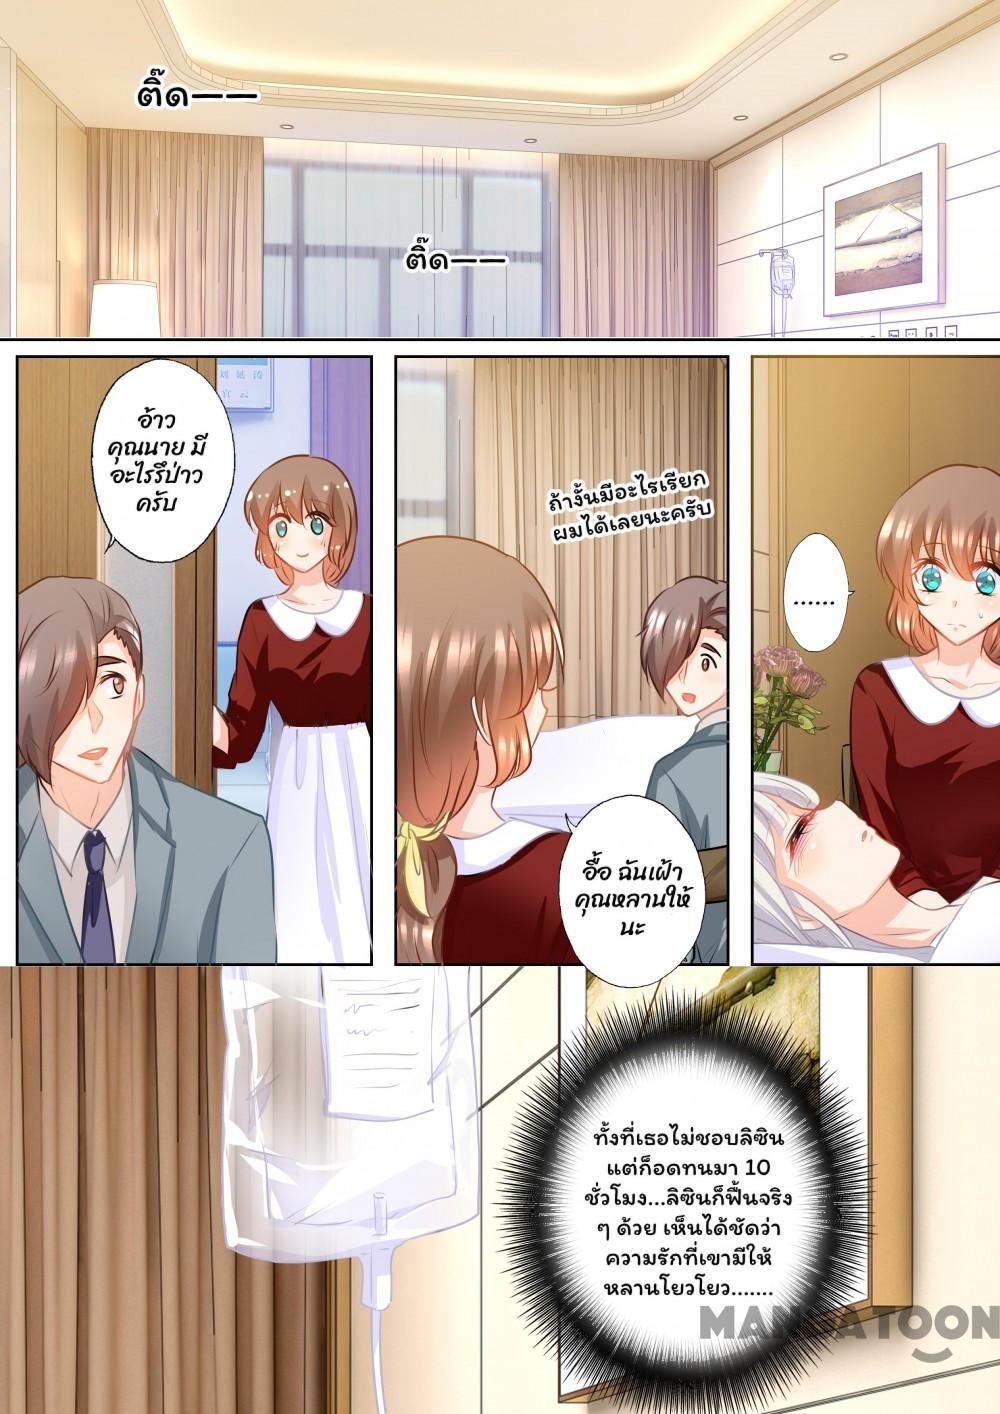 ติ๊ด——
ติ๊ด——
刘延涛
官云
อ้าว
คุณนาย มี
อะไรรึป่าว
ครับ
ถ้างั้นมีอะไรเรียก
ผมได้เลยนะครับ
อื้อ ฉันเฝ้า
คุณหลานให้
นะ
.......
ทั้งที่เธอไม่ชอบลิซิน
แต่ก็อดทนมา 10
ชั่วโมง...ลิซินก็ฟื้นจริง
ๆ ด้วย เห็นได้ชัดว่า
ความรักที่เขามีให้
หลานโยวโยว.......
MANGATOON